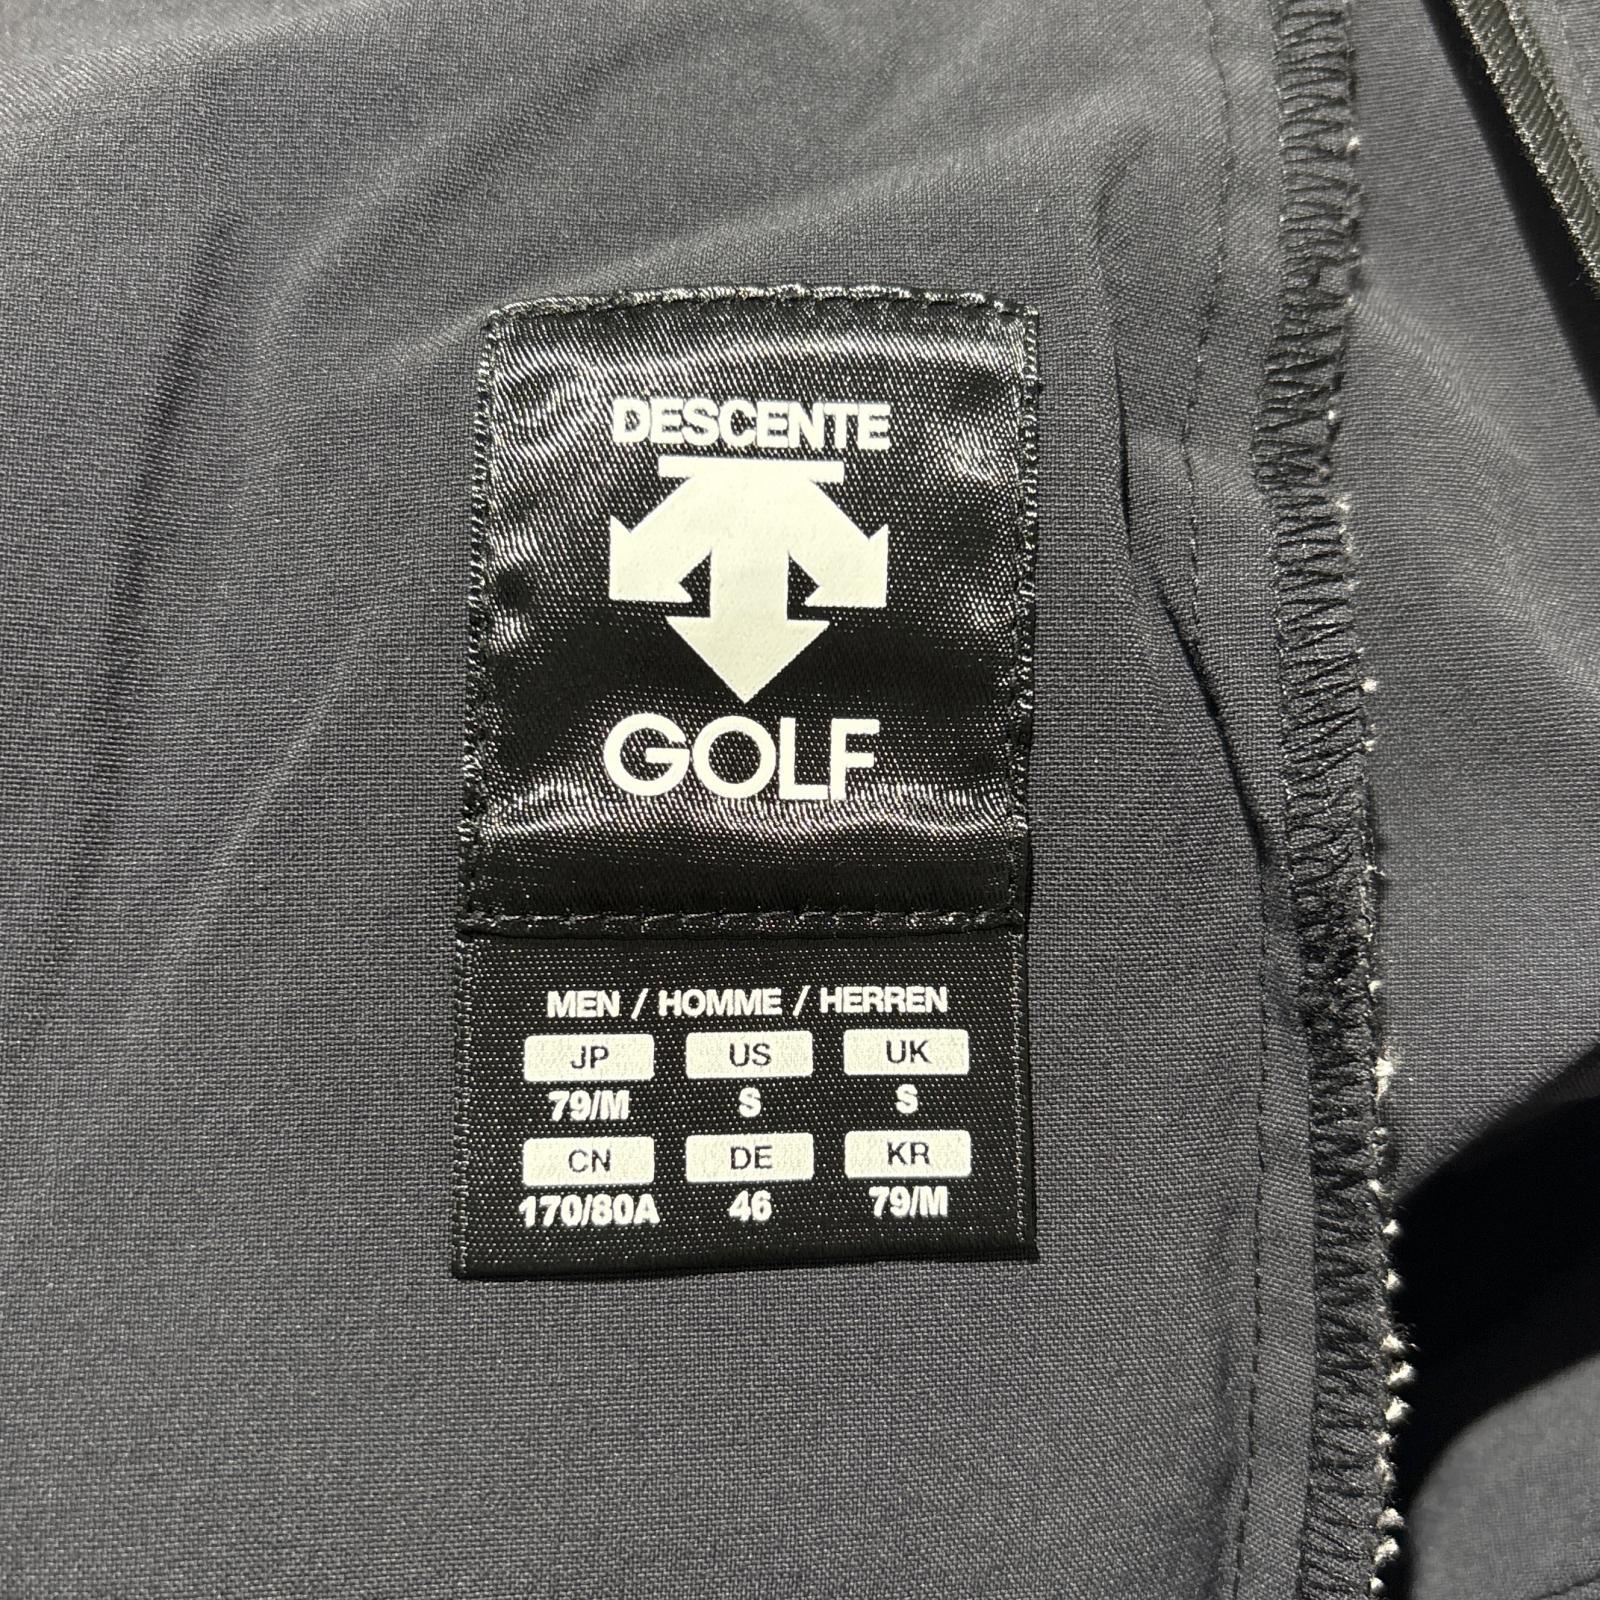 DESCENTE
GOLF
MEN / HOMME / HERREN
JP US UK
79/M S S
CN DE KR
170/80A 46 79/M